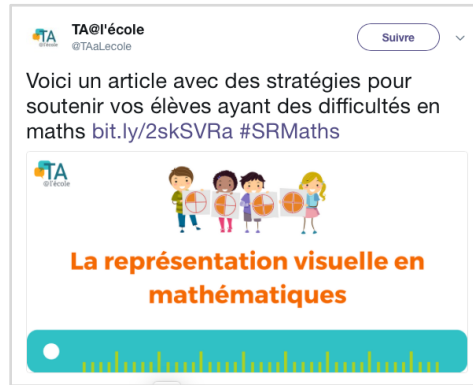 TA@l'école
@TAaLecole
Suivre
Voici un article avec des stratégies pour
soutenir vos élèves ayant des difficultés en
maths bit.ly/2skSVRa #SRMaths
TA
@l'école
La représentation visuelle en
mathématiques